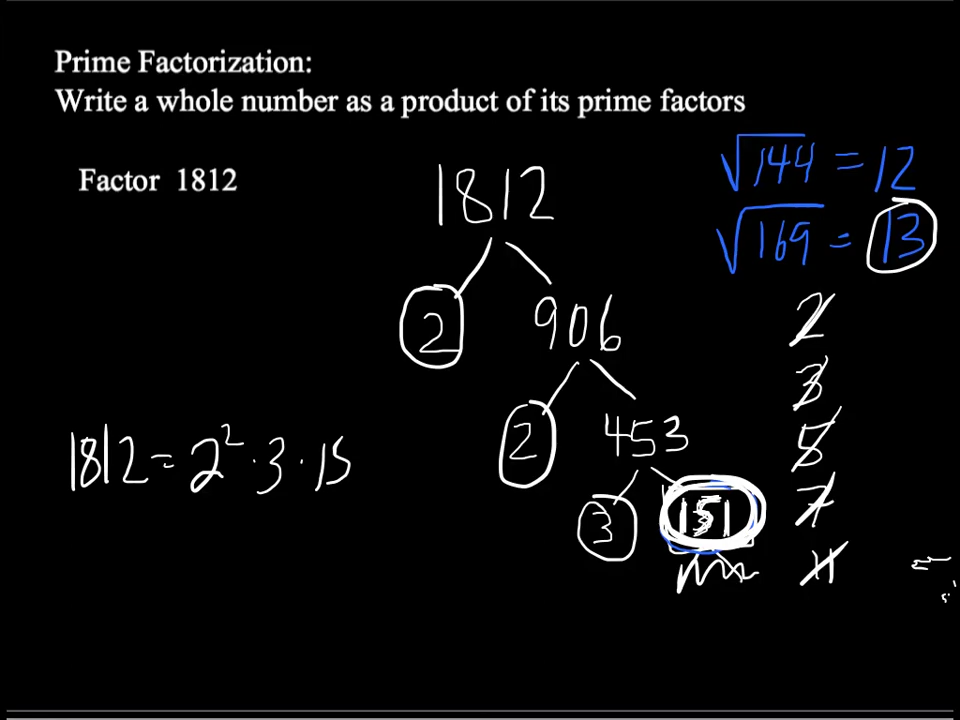 Prime Factorization:
Write a whole number as a product of its prime factors
Factor 1812
1812
2 906
2 453
3 151
1812 = 2² · 3 · 15
√144 = 12
√169 = 13
2
3
5
7
11